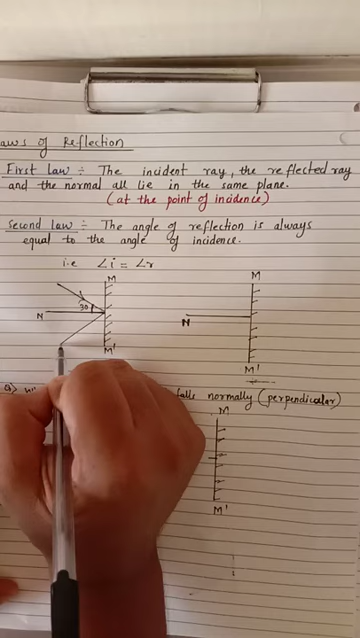 Laws of Reflection
First Law :- The incident ray, the reflected ray
and the normal all lie in the same plane.
(at the point of incidence)
Second law :- The angle of reflection is always
equal to the angle of incidence.
i.e ∠i = ∠r
M M
30
N N
M' M'
Q) falls normally (perpendicular)
M
M'